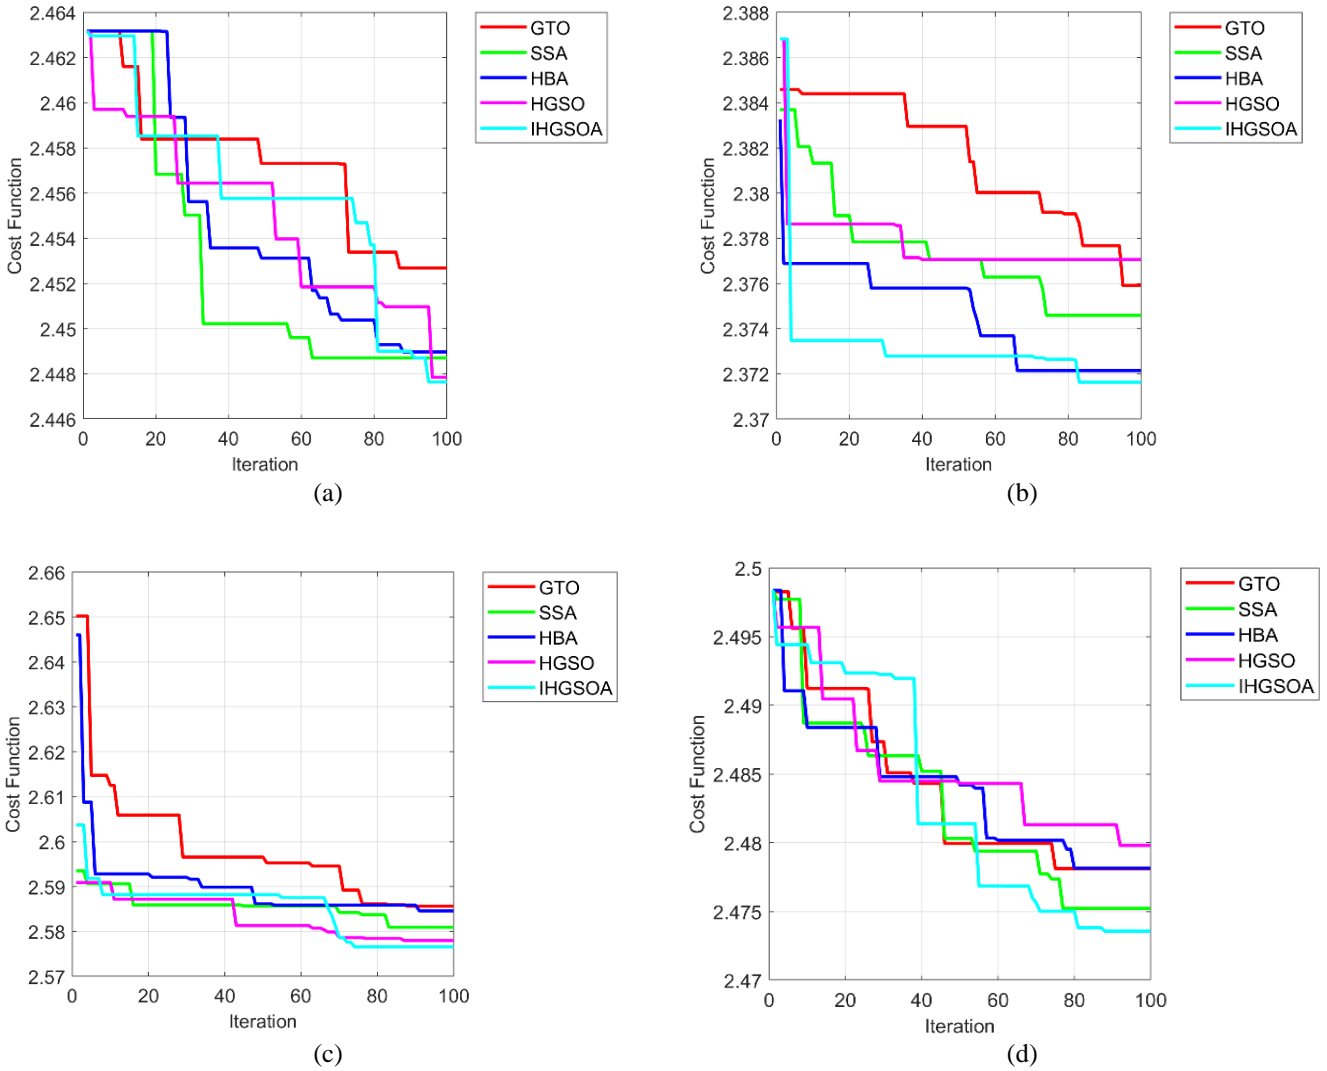 2.464
2.462
2.46
2.458
2.456
2.454
2.452
2.45
2.448
2.446
Cost Function
0 20 40 60 80 100
Iteration
GTO
SSA
HBA
HGSO
IHGSOA
(a)
2.388
2.386
2.384
2.382
2.38
2.378
2.376
2.374
2.372
2.37
Cost Function
0 20 40 60 80 100
Iteration
GTO
SSA
HBA
HGSO
IHGSOA
(b)
2.66
2.65
2.64
2.63
2.62
2.61
2.6
2.59
2.58
2.57
Cost Function
0 20 40 60 80 100
Iteration
GTO
SSA
HBA
HGSO
IHGSOA
(c)
2.5
2.495
2.49
2.485
2.48
2.475
2.47
Cost Function
0 20 40 60 80 100
Iteration
GTO
SSA
HBA
HGSO
IHGSOA
(d)